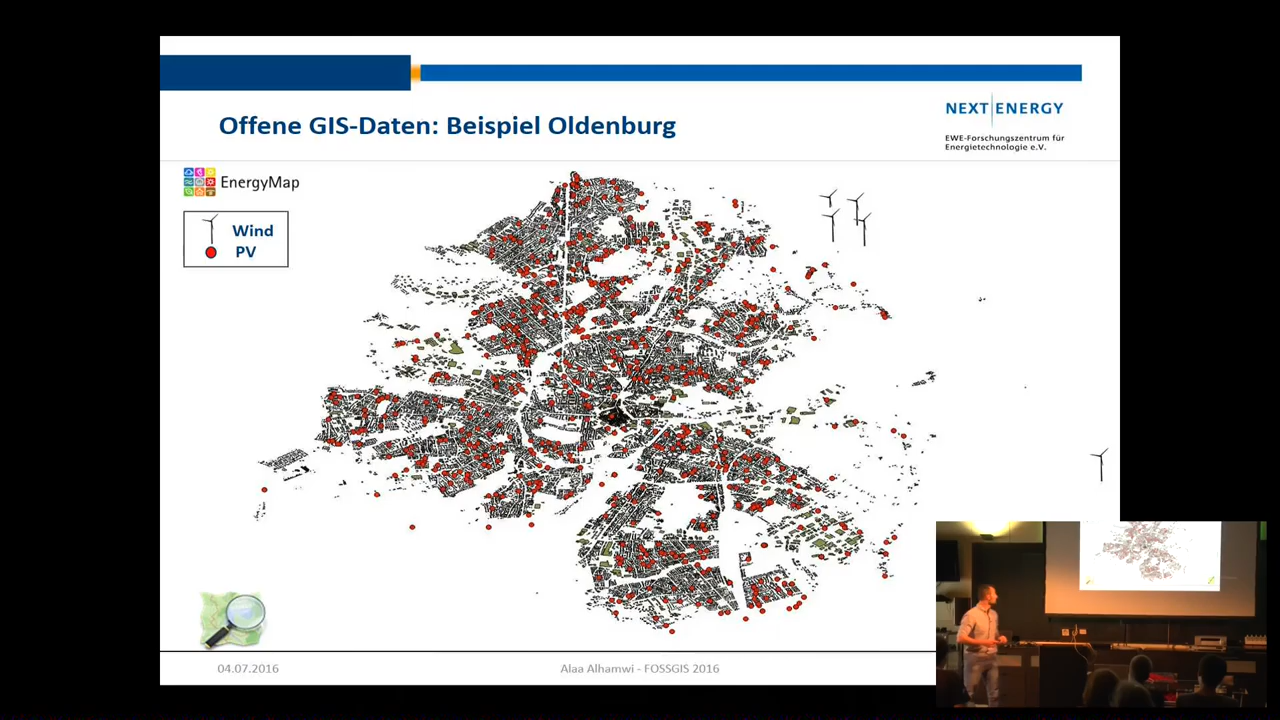 Offene GIS-Daten: Beispiel Oldenburg
NEXT ENERGY
EWE-Forschungszentrum für
Energietechnologie e.V.
EnergyMap
Wind
PV
04.07.2016
Alaa Alhamwi - FOSSGIS 2016